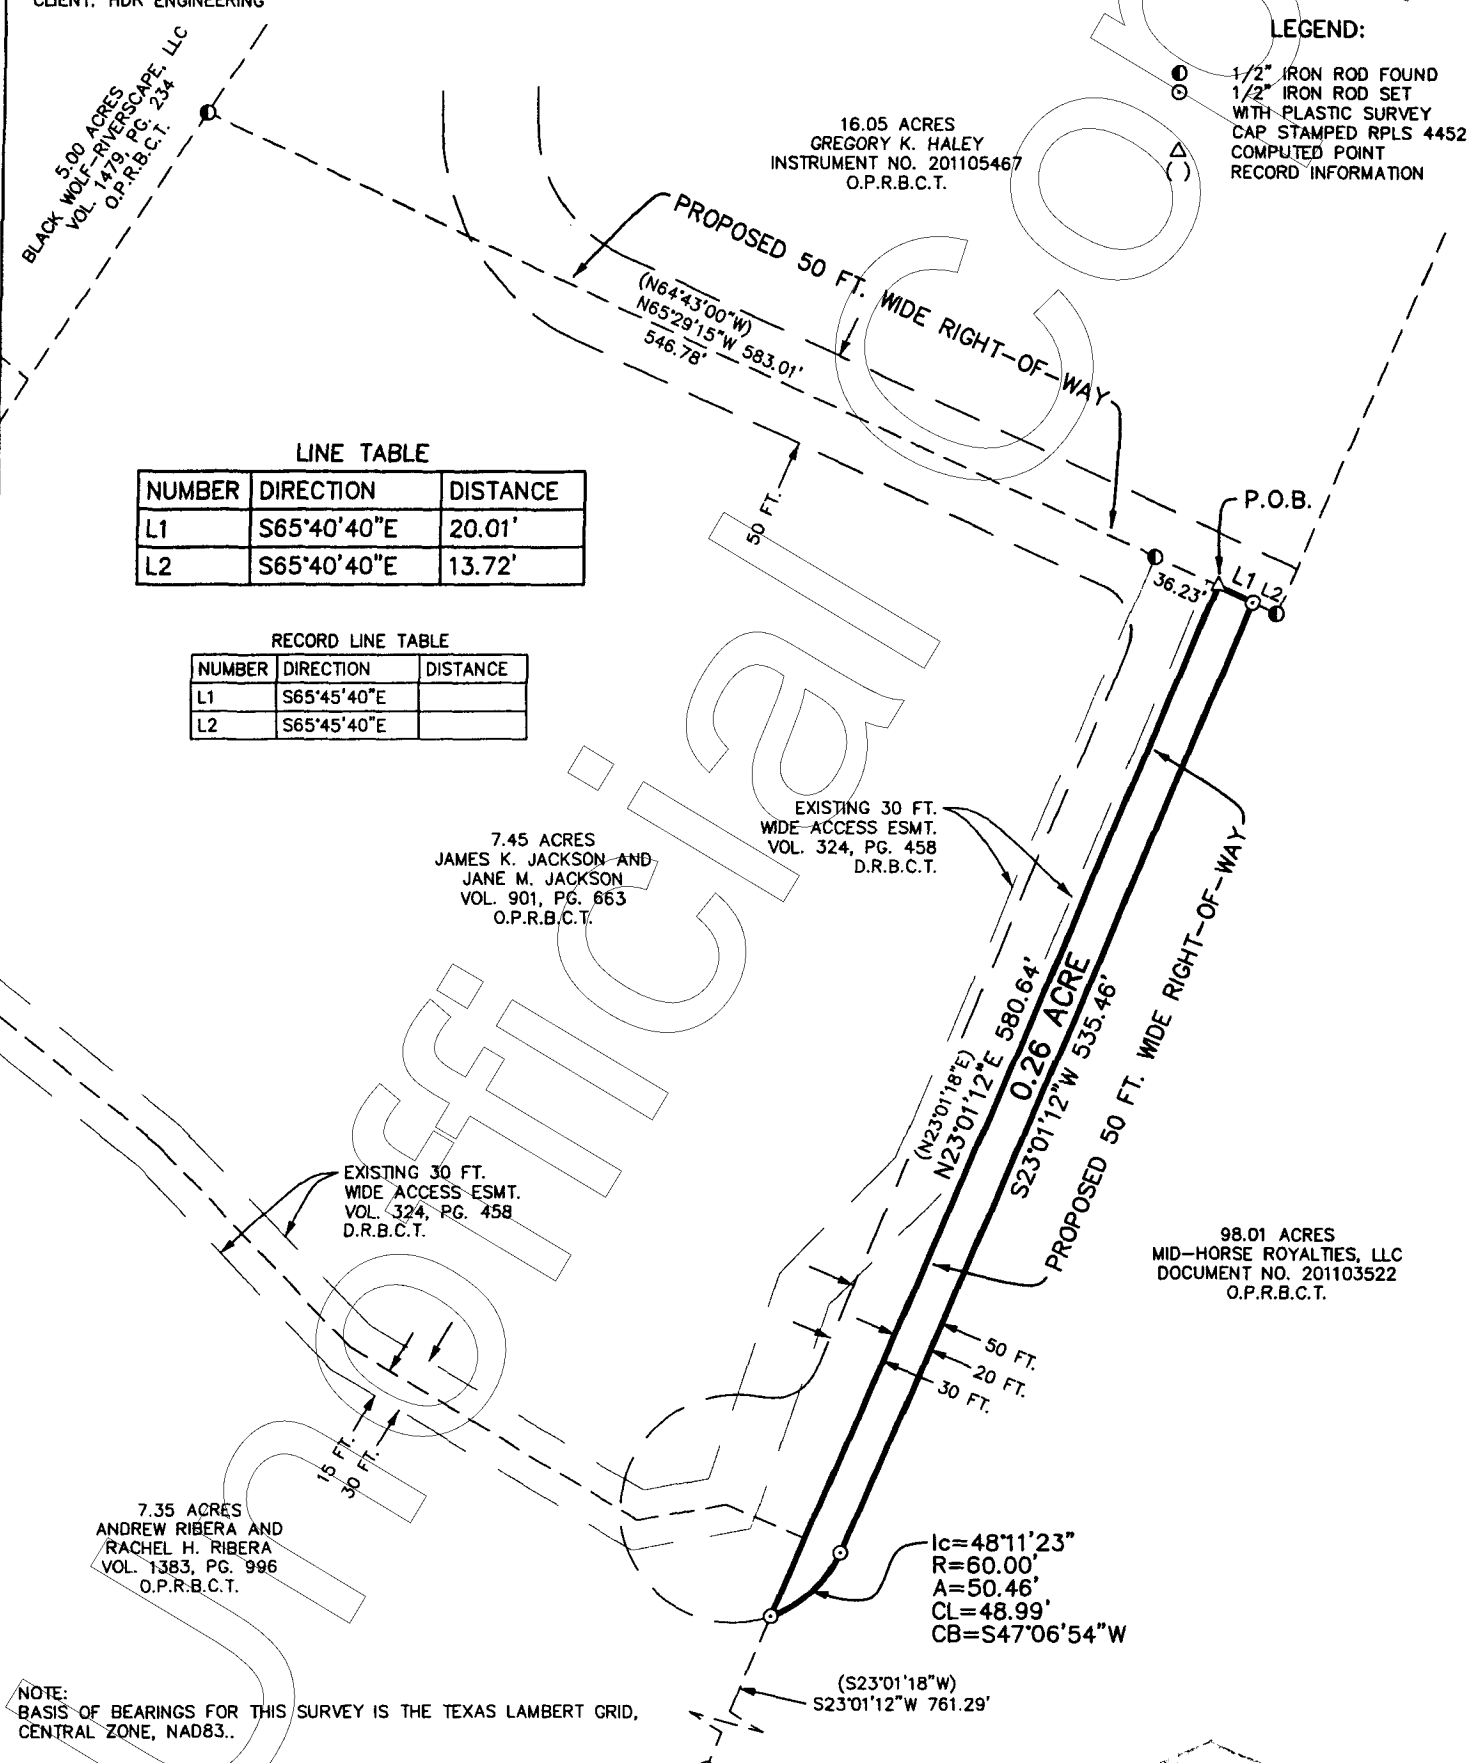 CLIENT: HDR ENGINEERING
LEGEND:
1/2" IRON ROD FOUND
1/2" IRON ROD SET
WITH PLASTIC SURVEY
CAP STAMPED RPLS 4452
COMPUTED POINT
( ) RECORD INFORMATION
5.00 ACRES
BLACK WOLF-RIVERSCAPE, LLC
VOL. 1479, PG. 234
O.P.R.B.C.T.
16.05 ACRES
GREGORY K. HALEY
INSTRUMENT NO. 201105467
O.P.R.B.C.T.
PROPOSED 50 FT. WIDE RIGHT-OF-WAY
(N64°43'00"W)
N65°29'15"W 583.01'
546.78'
50 FT.
P.O.B.
36.23'
L1
L2
LINE TABLE
NUMBER DIRECTION DISTANCE
L1 S65°40'40"E 20.01'
L2 S65°40'40"E 13.72'
RECORD LINE TABLE
NUMBER DIRECTION DISTANCE
L1 S65°45'40"E
L2 S65°45'40"E
7.45 ACRES
JAMES K. JACKSON AND
JANE M. JACKSON
VOL. 901, PG. 663
O.P.R.B.C.T.
EXISTING 30 FT.
WIDE ACCESS ESMT.
VOL. 324, PG. 458
D.R.B.C.T.
(N23°01'18"E)
N23°01'12"E 580.64'
0.26 ACRE
S23°01'12"W 535.46'
PROPOSED 50 FT. WIDE RIGHT-OF-WAY
EXISTING 30 FT.
WIDE ACCESS ESMT.
VOL. 324, PG. 458
D.R.B.C.T.
98.01 ACRES
MID-HORSE ROYALTIES, LLC
DOCUMENT NO. 201103522
O.P.R.B.C.T.
50 FT.
20 FT.
30 FT.
15 FT.
30 FT.
7.35 ACRES
ANDREW RIBERA AND
RACHEL H. RIBERA
VOL. 1383, PG. 996
O.P.R.B.C.T.
Ic=48°11'23"
R=60.00'
A=50.46'
CL=48.99'
CB=S47°06'54"W
(S23°01'18"W)
S23°01'12"W 761.29'
NOTE:
BASIS OF BEARINGS FOR THIS SURVEY IS THE TEXAS LAMBERT GRID,
CENTRAL ZONE, NAD83..
Unofficial Cop